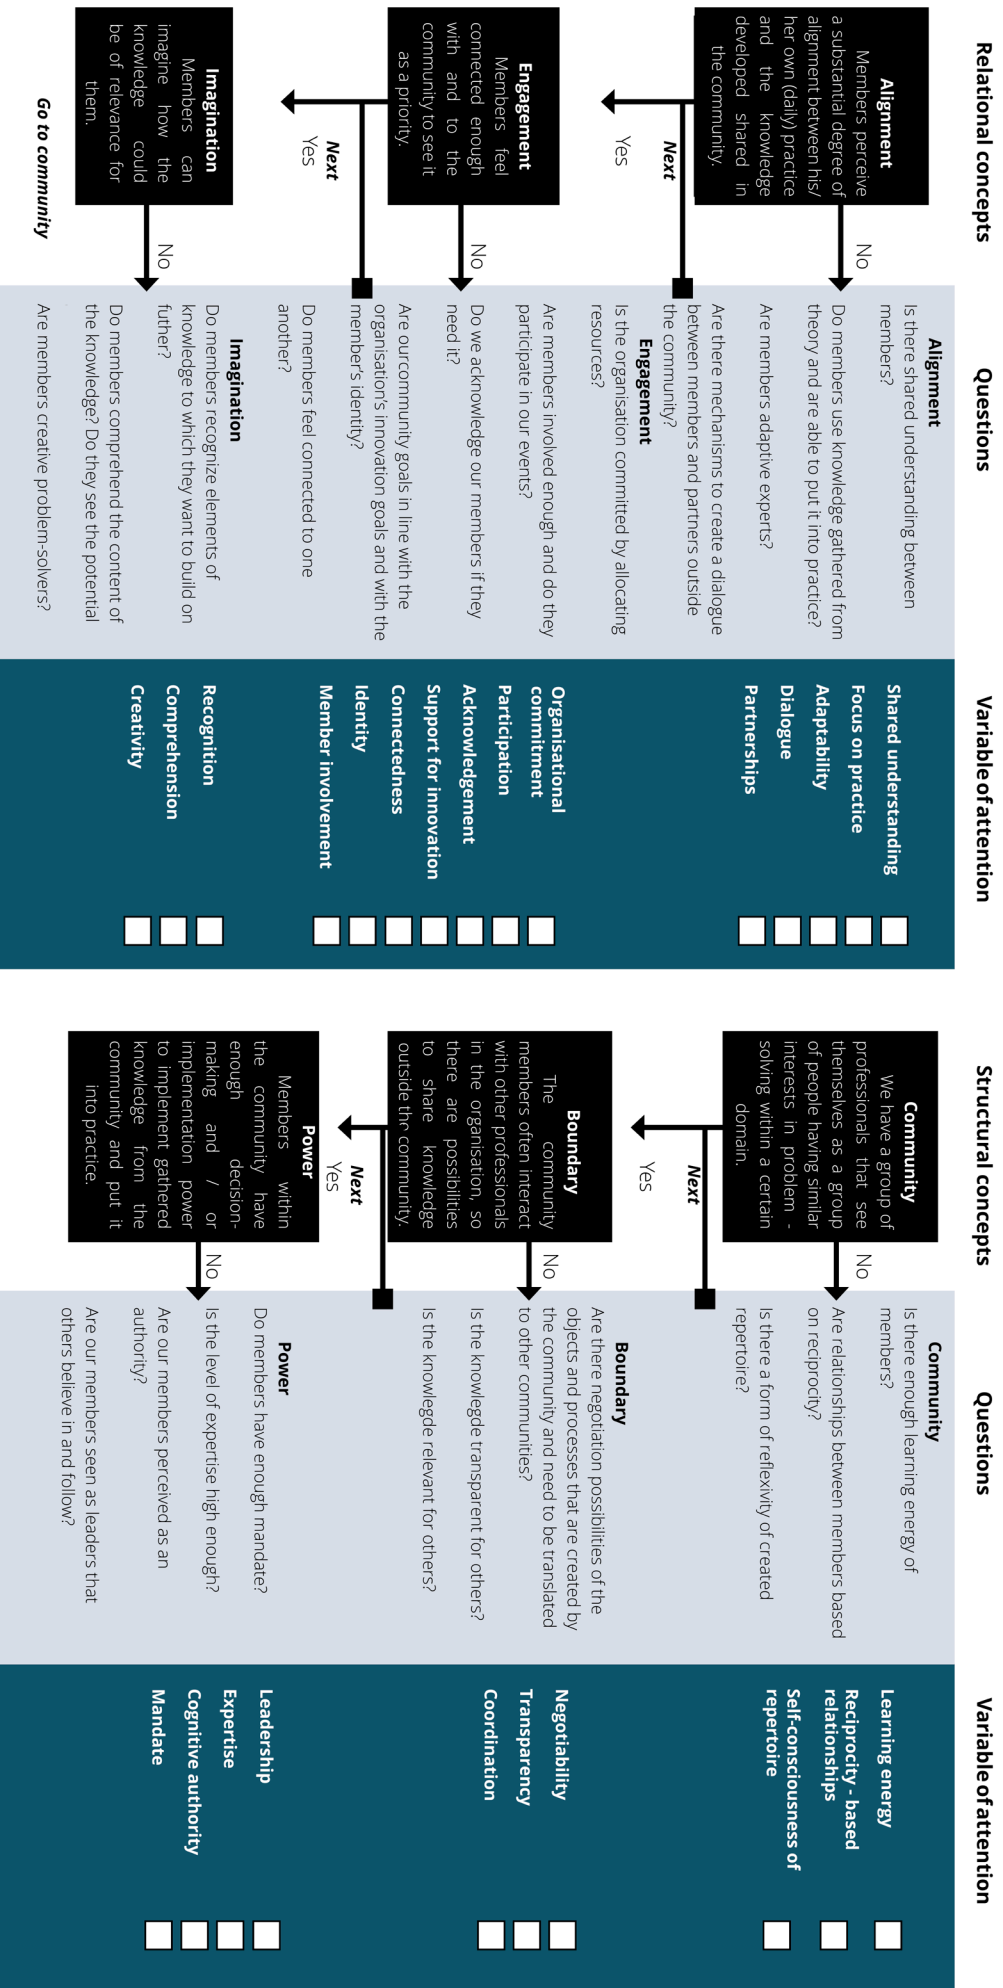 Relational concepts
Questions
Variable of attention
Alignment
Members perceive
a substantial degree of
alignment between his/
her own (daily) practice
and the knowledge
developed shared in
the community.
No
Next
Yes
Alignment
Is there shared understanding between
members?
Do members use knowledge gathered from
theory and are able to put it into practice?
Are members adaptive experts?
Are there mechanisms to create a dialogue
between members and partners outside
the community?
Shared understanding
Focus on practice
Adaptability
Dialogue
Partnerships
Engagement
Members feel
connected enough
with and to the
community to see it
as a priority.
No
Next
Yes
Engagement
Is the organisation committed by allocating
resources?
Are members involved enough and do they
participate in our events?
Do we acknowledge our members if they
need it?
Are ourcommunity goals in line with the
organisation's innovation goals and with the
member's identity?
Do members feel connected to one
another?
Organisational
commitment
Participation
Acknowledgement
Support for innovation
Connectedness
Identity
Member involvement
Imagination
Members can
imagine how the
knowledge could
be of relevance for
them.
No
Go to community
Imagination
Do members recognize elements of
knowledge to which they want to build on
futher?
Do members comprehend the content of
the knowledge? Do they see the potential
Are members creative problem-solvers?
Recognition
Comprehension
Creativity
Structural concepts
Questions
Variable of attention
Community
We have a group of
professionals that see
themselves as a group
of people having similar
interests in problem -
solving within a certain
domain.
No
Next
Yes
Community
Is there enough learning energy of
members?
Are relationships between members based
on reciprocity?
Is there a form of reflexivity of created
repertoire?
Learning energy
Reciprocity - based
relationships
Self-consciousness of
repertoire
Boundary
The community
members often interact
with other professionals
in the organisation, so
there are possibilities
to share knowledge
outside the community.
No
Next
Yes
Boundary
Are there negotiation possibilities of the
objects and processes that are created by
the community and need to be translated
to other communities?
Is the knowlegde transparent for others?
Is the knowlegde relevant for others?
Negotiability
Transparency
Coordination
Power
Members within
the community have
enough decision-
making and / or
implementation power
to implement gathered
knowledge from the
community and put it
into practice.
No
Power
Do members have enough mandate?
Is the level of expertise high enough?
Are our members perceived as an
authority?
Are our members seen as leaders that
others believe in and follow?
Leadership
Expertise
Cognitive authority
Mandate